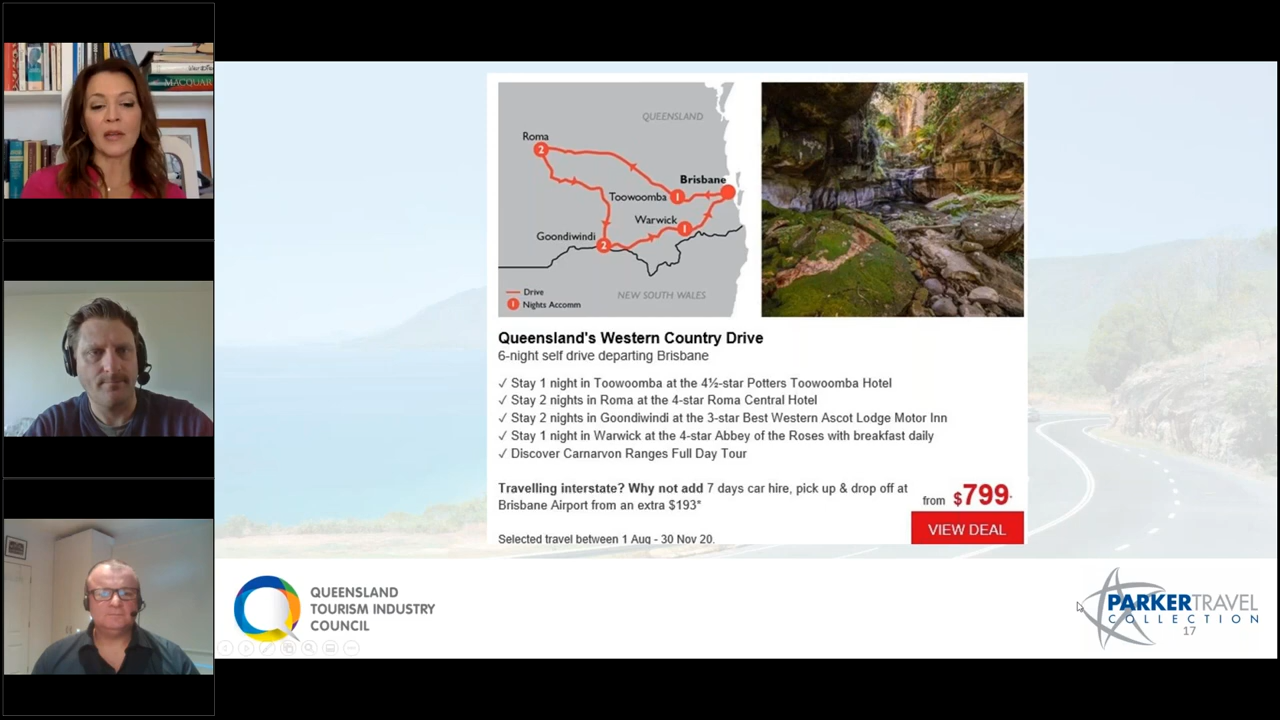 MACQUAR
QUEENSLAND
Roma
2
Brisbane
Toowoomba
1
Warwick
1
Goondiwindi
2
Drive
1 Nights Accomm
NEW SOUTH WALES
Queensland's Western Country Drive
6-night self drive departing Brisbane
✓ Stay 1 night in Toowoomba at the 4½-star Potters Toowoomba Hotel
✓ Stay 2 nights in Roma at the 4-star Roma Central Hotel
✓ Stay 2 nights in Goondiwindi at the 3-star Best Western Ascot Lodge Motor Inn
✓ Stay 1 night in Warwick at the 4-star Abbey of the Roses with breakfast daily
✓ Discover Carnarvon Ranges Full Day Tour
Travelling interstate? Why not add 7 days car hire, pick up & drop off at
Brisbane Airport from an extra $193*
from $799*
VIEW DEAL
Selected travel between 1 Aug - 30 Nov 20.
QUEENSLAND
TOURISM INDUSTRY
COUNCIL
PARKERTRAVEL
COLLECTION
17